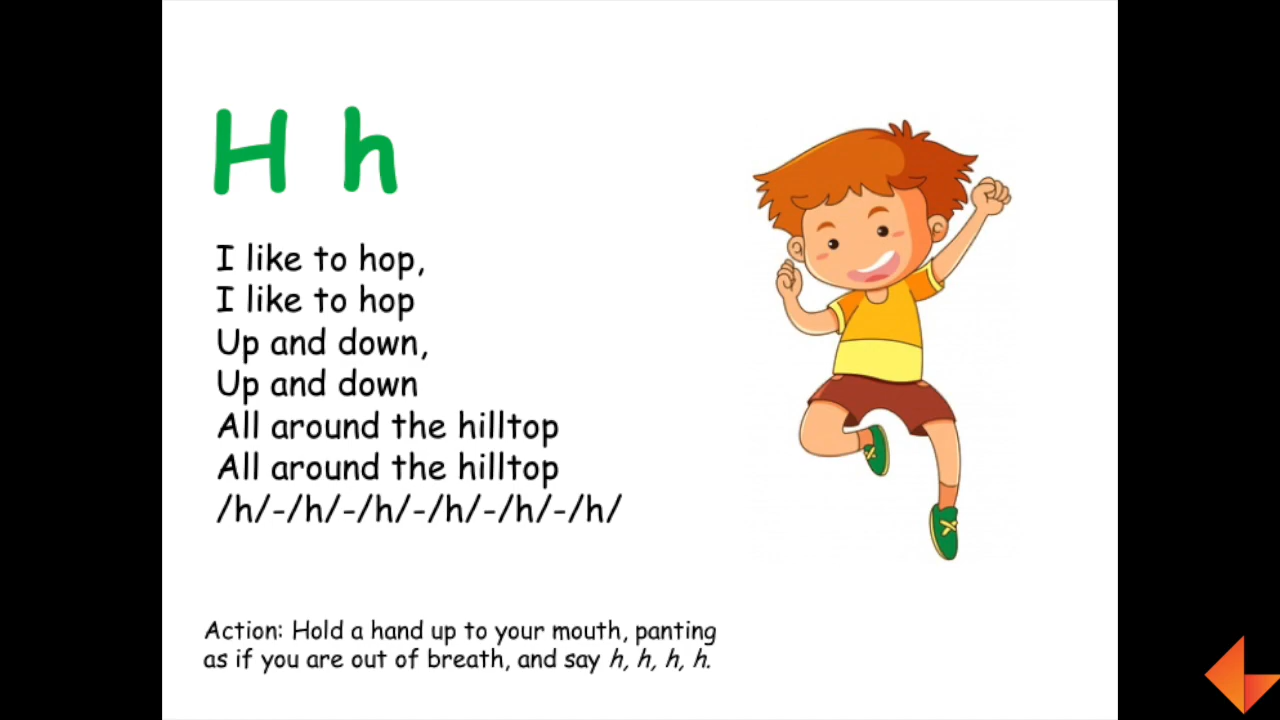 H h
I like to hop,
I like to hop
Up and down,
Up and down
All around the hilltop
All around the hilltop
/h/-/h/-/h/-/h/-/h/-/h/
Action: Hold a hand up to your mouth, panting
as if you are out of breath, and say h, h, h, h.